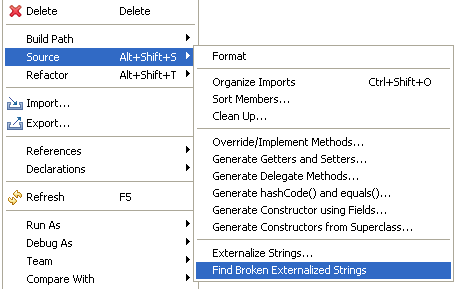 Delete Delete
Build Path
Source Alt+Shift+S
Refactor Alt+Shift+T
Import...
Export...
References
Declarations
Refresh F5
Run As
Debug As
Team
Compare With
Format
Organize Imports Ctrl+Shift+O
Sort Members...
Clean Up...
Override/Implement Methods...
Generate Getters and Setters...
Generate Delegate Methods...
Generate hashCode() and equals()...
Generate Constructor using Fields...
Generate Constructors from Superclass...
Externalize Strings...
Find Broken Externalized Strings